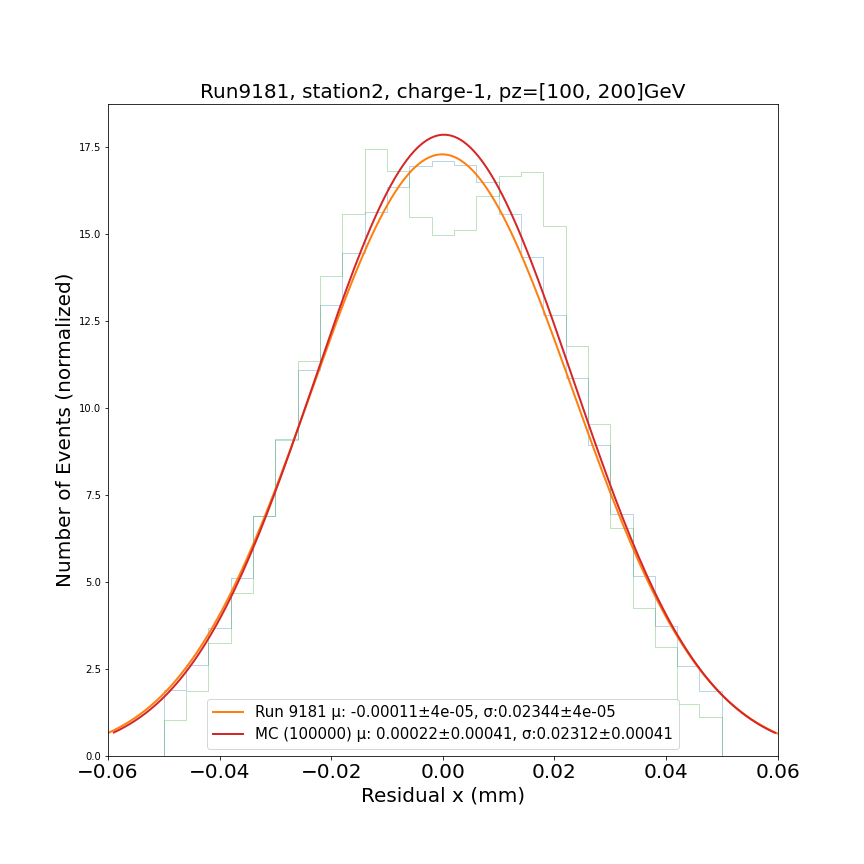 Run9181, station2, charge-1, pz=[100, 200]GeV
Number of Events (normalized)
17.5
15.0
12.5
10.0
7.5
5.0
2.5
0.0
Run 9181 μ: -0.00011±4e-05, σ:0.02344±4e-05
MC (100000) μ: 0.00022±0.00041, σ:0.02312±0.00041
−0.06 −0.04 −0.02 0.00 0.02 0.04 0.06
Residual x (mm)